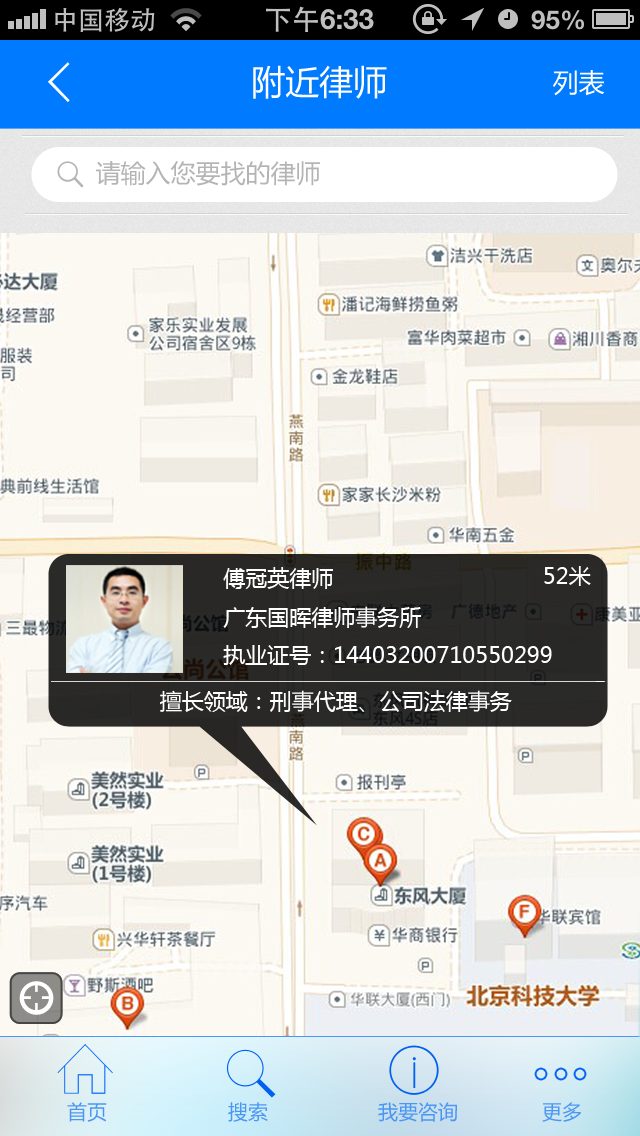 中国移动 下午6:33 95%
附近律师 列表
请输入您要找的律师
洁兴干洗店
达大厦
文 奥尔夫
经营部
潘记海鲜捞鱼粥
家乐实业发展
公司宿舍区9栋
富华肉菜超市 湘川香商
服装
司
金龙鞋店
燕南路
典前线生活馆
家家长沙米粉
华南五金
振中路
傅冠英律师 52米
广东国晖律师事务所
广德地产
康美亚
三最物流
公馆
尚公馆
执业证号：14403200710550299
擅长领域：刑事代理、公司法律事务
东风4S店
燕南路
P
P
P
美然实业
(2号楼)
报刊亭
C
A
美然实业
(1号楼)
东风大厦
序汽车
F
华联宾馆
兴华轩茶餐厅
¥ 华商银行
P
野斯酒吧
B
华联大厦(西门)
北京科技大学
首页 搜索 我要咨询 更多